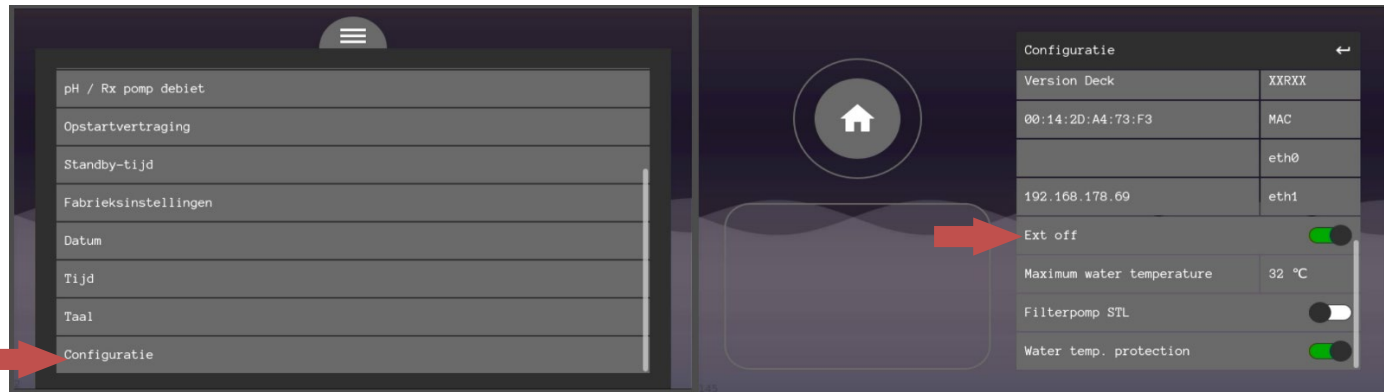 pH / Rx pomp debiet
Opstartvertraging
Standby-tijd
Fabrieksinstellingen
Datum
Tijd
Taal
Configuratie
Configuratie
Version Deck XXRXX
00:14:2D:A4:73:F3 MAC
eth0
192.168.178.69 eth1
Ext off
Maximum water temperature 32 °C
Filterpomp STL
Water temp. protection
145